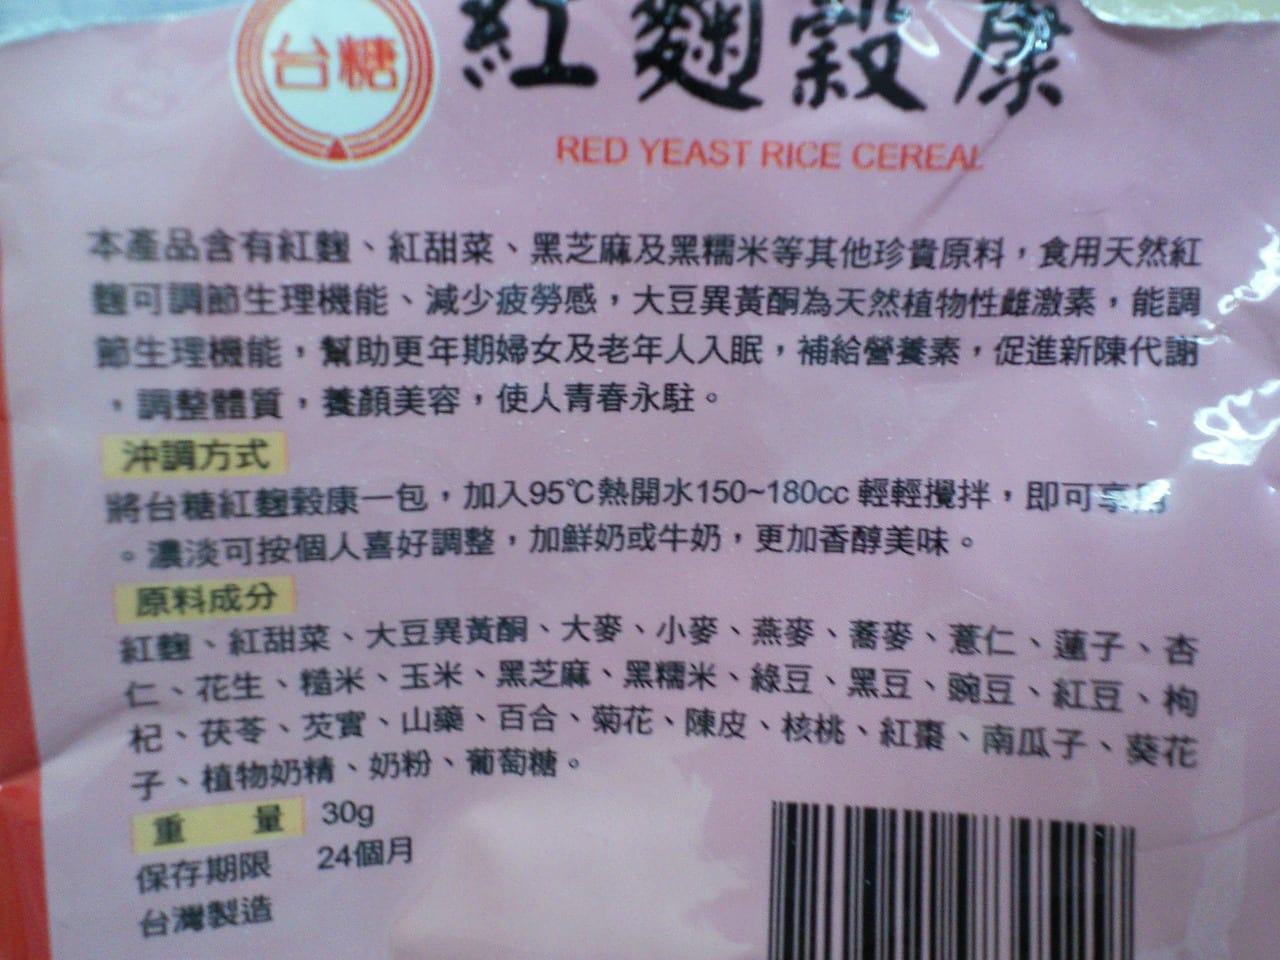 台糖
紅麴穀康
RED YEAST RICE CEREAL
本產品含有紅麴、紅甜菜、黑芝麻及黑糯米等其他珍貴原料，食用天然紅
麴可調節生理機能、減少疲勞感，大豆異黃酮為天然植物性雌激素，能調
節生理機能，幫助更年期婦女及老年人入眠，補給營養素，促進新陳代謝
，調整體質，養顏美容，使人青春永駐。
沖調方式
將台糖紅麴穀康一包，加入95℃熱開水150~180cc 輕輕攪拌，即可享用
。濃淡可按個人喜好調整，加鮮奶或牛奶，更加香醇美味。
原料成分
紅麴、紅甜菜、大豆異黃酮、大麥、小麥、燕麥、蕎麥、薏仁、蓮子、杏
仁、花生、糙米、玉米、黑芝麻、黑糯米、綠豆、黑豆、豌豆、紅豆、枸
杞、茯苓、芡實、山藥、百合、菊花、陳皮、核桃、紅棗、南瓜子、葵花
子、植物奶精、奶粉、葡萄糖。
重量 30g
保存期限 24個月
台灣製造